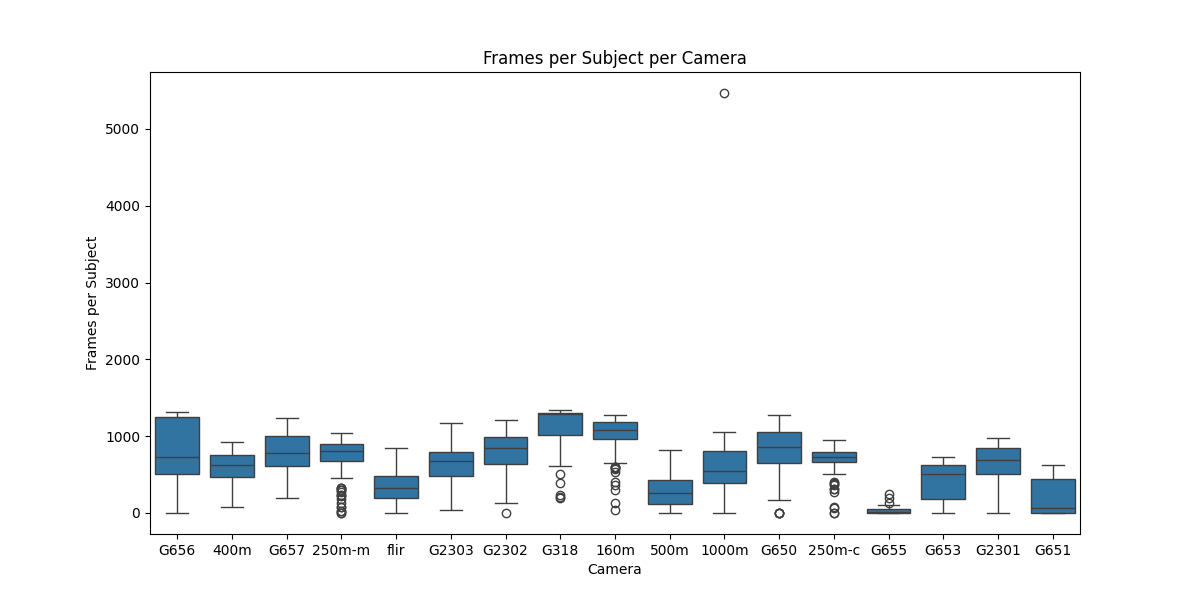 Frames per Subject per Camera
Frames per Subject
5000
4000
3000
2000
1000
0
G656 400m G657 250m-m flir G2303 G2302 G318 160m 500m 1000m G650 250m-c G655 G653 G2301 G651
Camera